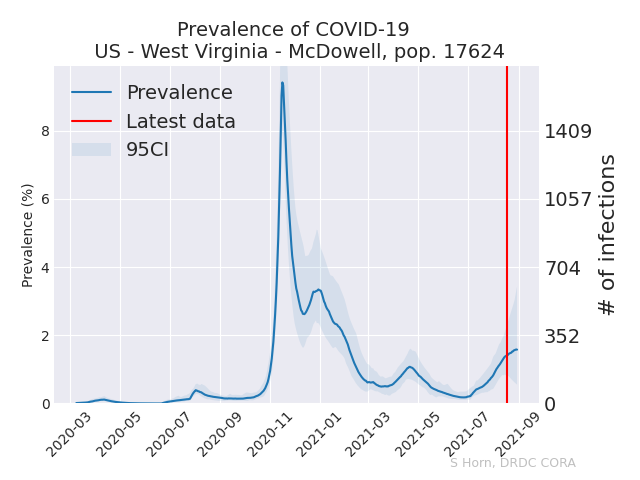 Prevalence of COVID-19
US - West Virginia - McDowell, pop. 17624
Prevalence
Latest data
95CI
Prevalence (%)
8
6
4
2
0
1409
1057
704
352
0
# of infections
2020-03
2020-05
2020-07
2020-09
2020-11
2021-01
2021-03
2021-05
2021-07
2021-09
S Horn, DRDC CORA